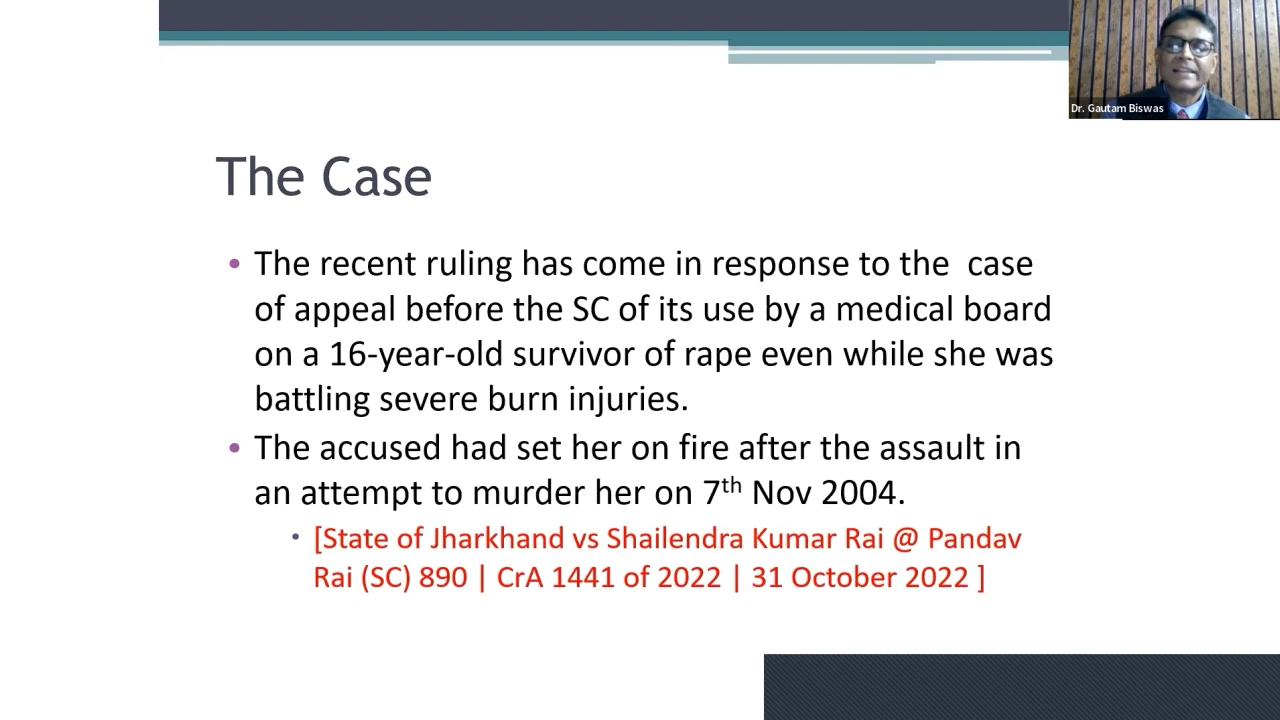 Dr. Gautam Biswas
The Case
• The recent ruling has come in response to the  case
of appeal before the SC of its use by a medical board
on a 16-year-old survivor of rape even while she was
battling severe burn injuries.
• The accused had set her on fire after the assault in
an attempt to murder her on 7th Nov 2004.
• [State of Jharkhand vs Shailendra Kumar Rai @ Pandav
Rai (SC) 890 | CrA 1441 of 2022 | 31 October 2022 ]